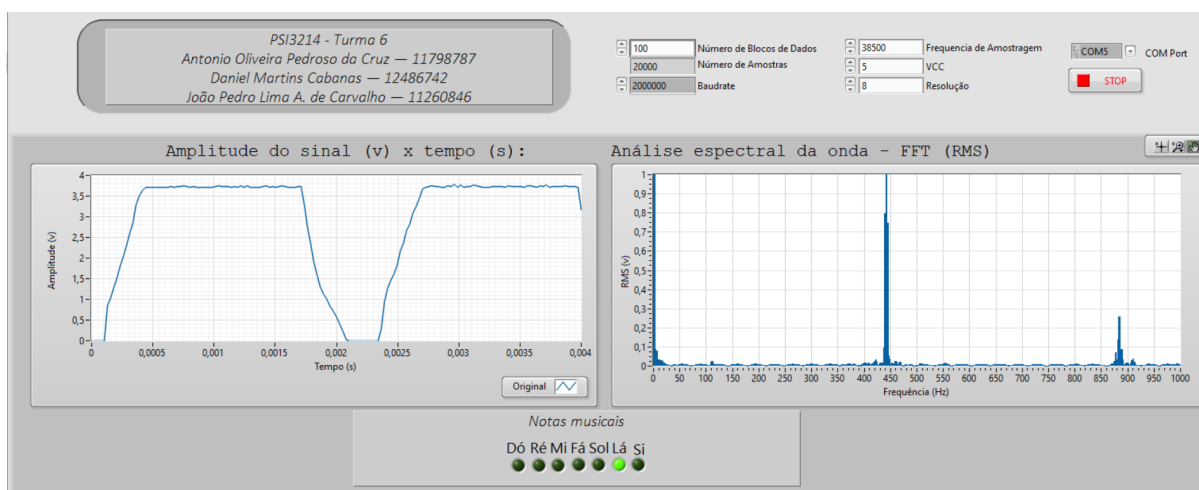 PSI3214 - Turma 6
Antonio Oliveira Pedroso da Cruz — 11798787
Daniel Martins Cabanas — 12486742
João Pedro Lima A. de Carvalho — 11260846
100 Número de Blocos de Dados
20000 Número de Amostras
2000000 Baudrate
38500 Frequencia de Amostragem
5 VCC
8 Resolução
COM5 COM Port
STOP
Amplitude do sinal (v) x tempo (s):
Amplitude (v)
4
3,5
3
2,5
2
1,5
1
0,5
0
0 0,0005 0,001 0,0015 0,002 0,0025 0,003 0,0035 0,004
Tempo (s)
Original
Análise espectral da onda - FFT (RMS)
RMS (v)
1
0,9
0,8
0,7
0,6
0,5
0,4
0,3
0,2
0,1
0
0 50 100 150 200 250 300 350 400 450 500 550 600 650 700 750 800 850 900 950 1000
Frequência (Hz)
Notas musicais
Dó Ré Mi Fá Sol Lá Si